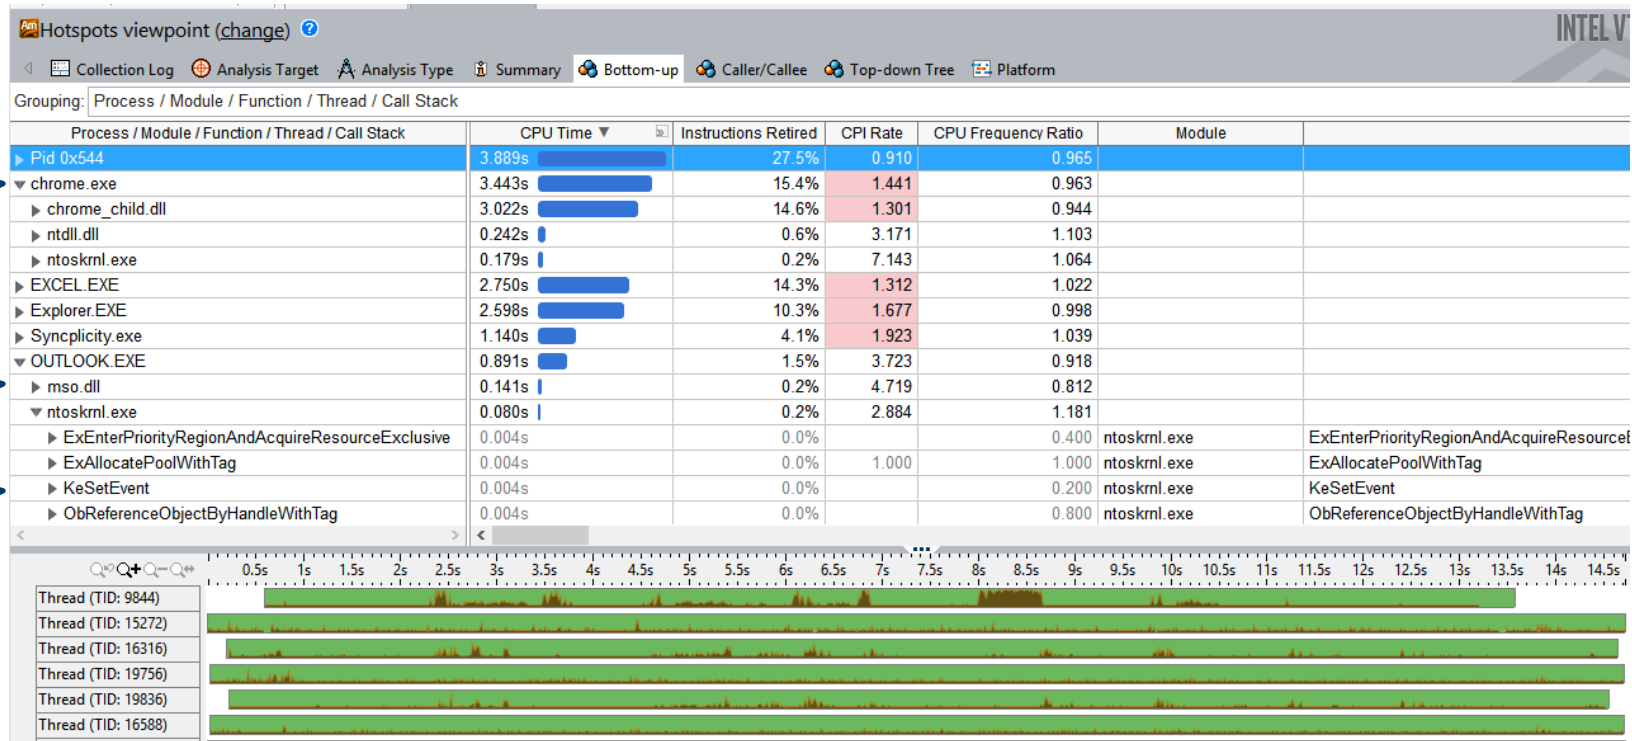 Hotspots viewpoint (change) ?
INTEL VT
Collection Log Analysis Target Analysis Type Summary Bottom-up Caller/Callee Top-down Tree Platform
Grouping: Process / Module / Function / Thread / Call Stack
Process / Module / Function / Thread / Call Stack CPU Time Instructions Retired CPI Rate CPU Frequency Ratio Module
Pid 0x544 3.889s 27.5% 0.910 0.965
chrome.exe 3.443s 15.4% 1.441 0.963
chrome_child.dll 3.022s 14.6% 1.301 0.944
ntdll.dll 0.242s 0.6% 3.171 1.103
ntoskrnl.exe 0.179s 0.2% 7.143 1.064
EXCEL.EXE 2.750s 14.3% 1.312 1.022
Explorer.EXE 2.598s 10.3% 1.677 0.998
Syncplicity.exe 1.140s 4.1% 1.923 1.039
OUTLOOK.EXE 0.891s 1.5% 3.723 0.918
mso.dll 0.141s 0.2% 4.719 0.812
ntoskrnl.exe 0.080s 0.2% 2.884 1.181
ExEnterPriorityRegionAndAcquireResourceExclusive 0.004s 0.0% 0.400 ntoskrnl.exe ExEnterPriorityRegionAndAcquireResourceE
ExAllocatePoolWithTag 0.004s 0.0% 1.000 1.000 ntoskrnl.exe ExAllocatePoolWithTag
KeSetEvent 0.004s 0.0% 0.200 ntoskrnl.exe KeSetEvent
ObReferenceObjectByHandleWithTag 0.004s 0.0% 0.800 ntoskrnl.exe ObReferenceObjectByHandleWithTag
0.5s 1s 1.5s 2s 2.5s 3s 3.5s 4s 4.5s 5s 5.5s 6s 6.5s 7s 7.5s 8s 8.5s 9s 9.5s 10s 10.5s 11s 11.5s 12s 12.5s 13s 13.5s 14s 14.5s
Thread (TID: 9844)
Thread (TID: 15272)
Thread (TID: 16316)
Thread (TID: 19756)
Thread (TID: 19836)
Thread (TID: 16588)